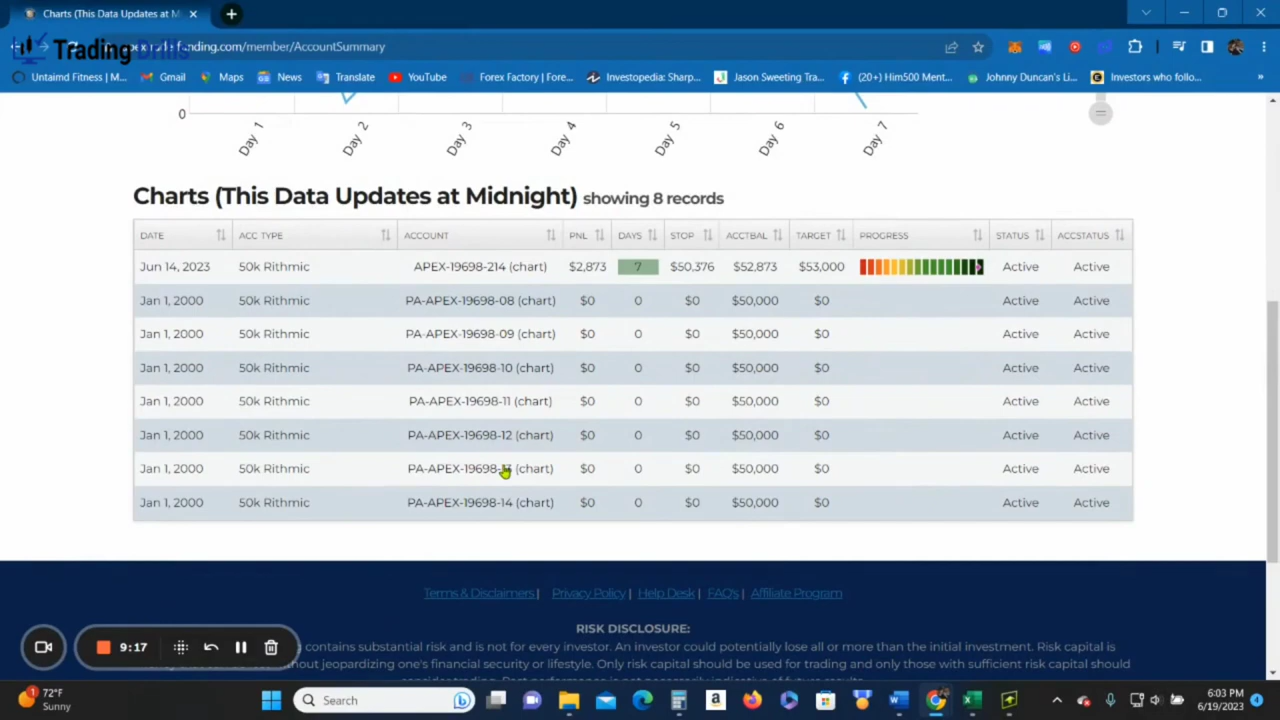 Charts (This Data Updates at M
Trading Drills
funding.com/member/AccountSummary
Untaimd Fitness | M...
Gmail
Maps
News
Translate
YouTube
Forex Factory | Fore...
Investopedia: Sharp...
Jason Sweeting Tra...
(20+) Him500 Ment...
Johnny Duncan's Li...
Investors who follo...
»
0
Day 1
Day 2
Day 3
Day 4
Day 5
Day 6
Day 7
Charts (This Data Updates at Midnight) showing 8 records
DATE ACC TYPE ACCOUNT PNL DAYS STOP ACCTBAL TARGET PROGRESS STATUS ACCSTATUS
Jun 14, 2023 50k Rithmic APEX-19698-214 (chart) $2,873 7 $50,376 $52,873 $53,000 Active Active
Jan 1, 2000 50k Rithmic PA-APEX-19698-08 (chart) $0 0 $0 $50,000 $0 Active Active
Jan 1, 2000 50k Rithmic PA-APEX-19698-09 (chart) $0 0 $0 $50,000 $0 Active Active
Jan 1, 2000 50k Rithmic PA-APEX-19698-10 (chart) $0 0 $0 $50,000 $0 Active Active
Jan 1, 2000 50k Rithmic PA-APEX-19698-11 (chart) $0 0 $0 $50,000 $0 Active Active
Jan 1, 2000 50k Rithmic PA-APEX-19698-12 (chart) $0 0 $0 $50,000 $0 Active Active
Jan 1, 2000 50k Rithmic PA-APEX-19698- (chart) $0 0 $0 $50,000 $0 Active Active
Jan 1, 2000 50k Rithmic PA-APEX-19698-14 (chart) $0 0 $0 $50,000 $0 Active Active
Terms & Disclaimers | Privacy Policy | Help Desk | FAQ's | Affiliate Program
RISK DISCLOSURE:
contains substantial risk and is not for every investor. An investor could potentially lose all or more than the initial investment. Risk capital is
without jeopardizing one's financial security or lifestyle. Only risk capital should be used for trading and only those with sufficient risk capital should
9:17
1
72°F
Sunny
Search
6:03 PM
6/19/2023
4